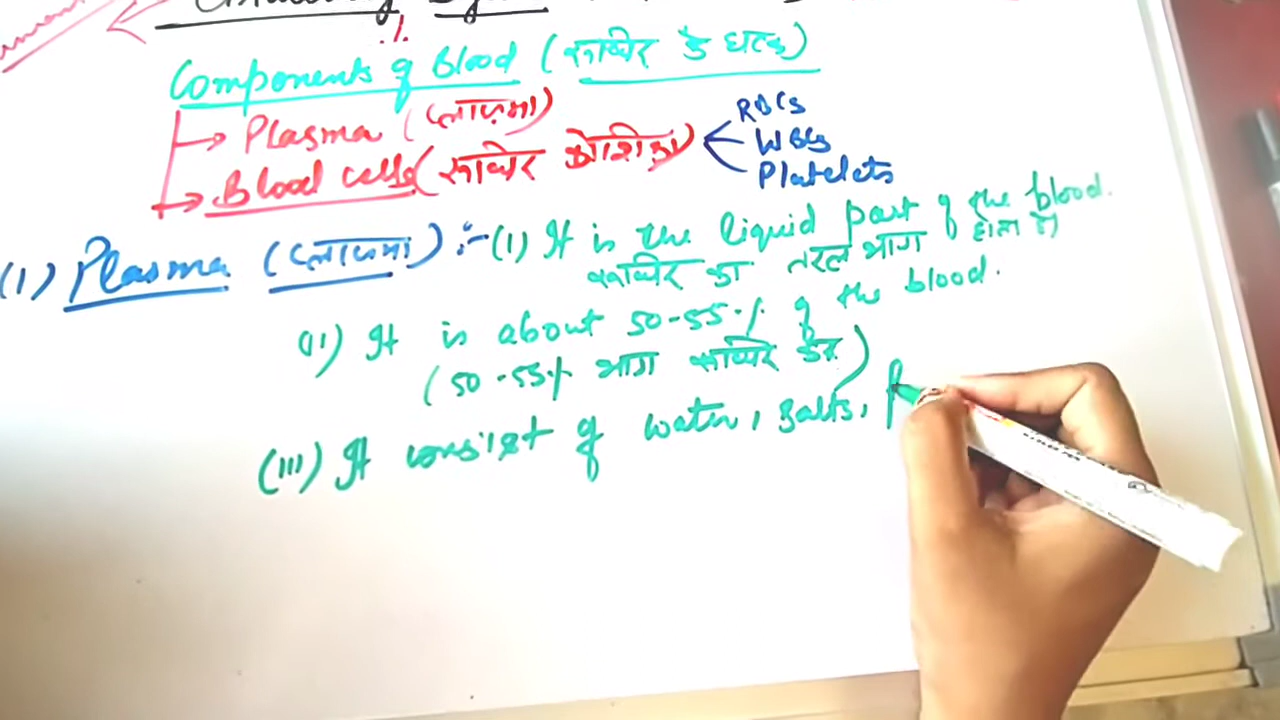 Components of Blood (रूधिर के घटक)
Plasma (प्लाज्मा)
Blood cells (रूधिर कोशिका)
RBCs
WBCs
Platelets
(1) Plasma (प्लाज्मा) :- (I) It is the liquid part of the blood.
रूधिर का तरल भाग होता है)
(II) It is about 50-55% of the blood.
(50-55% भाग रूधिर का)
(III) It consist of water, salts,